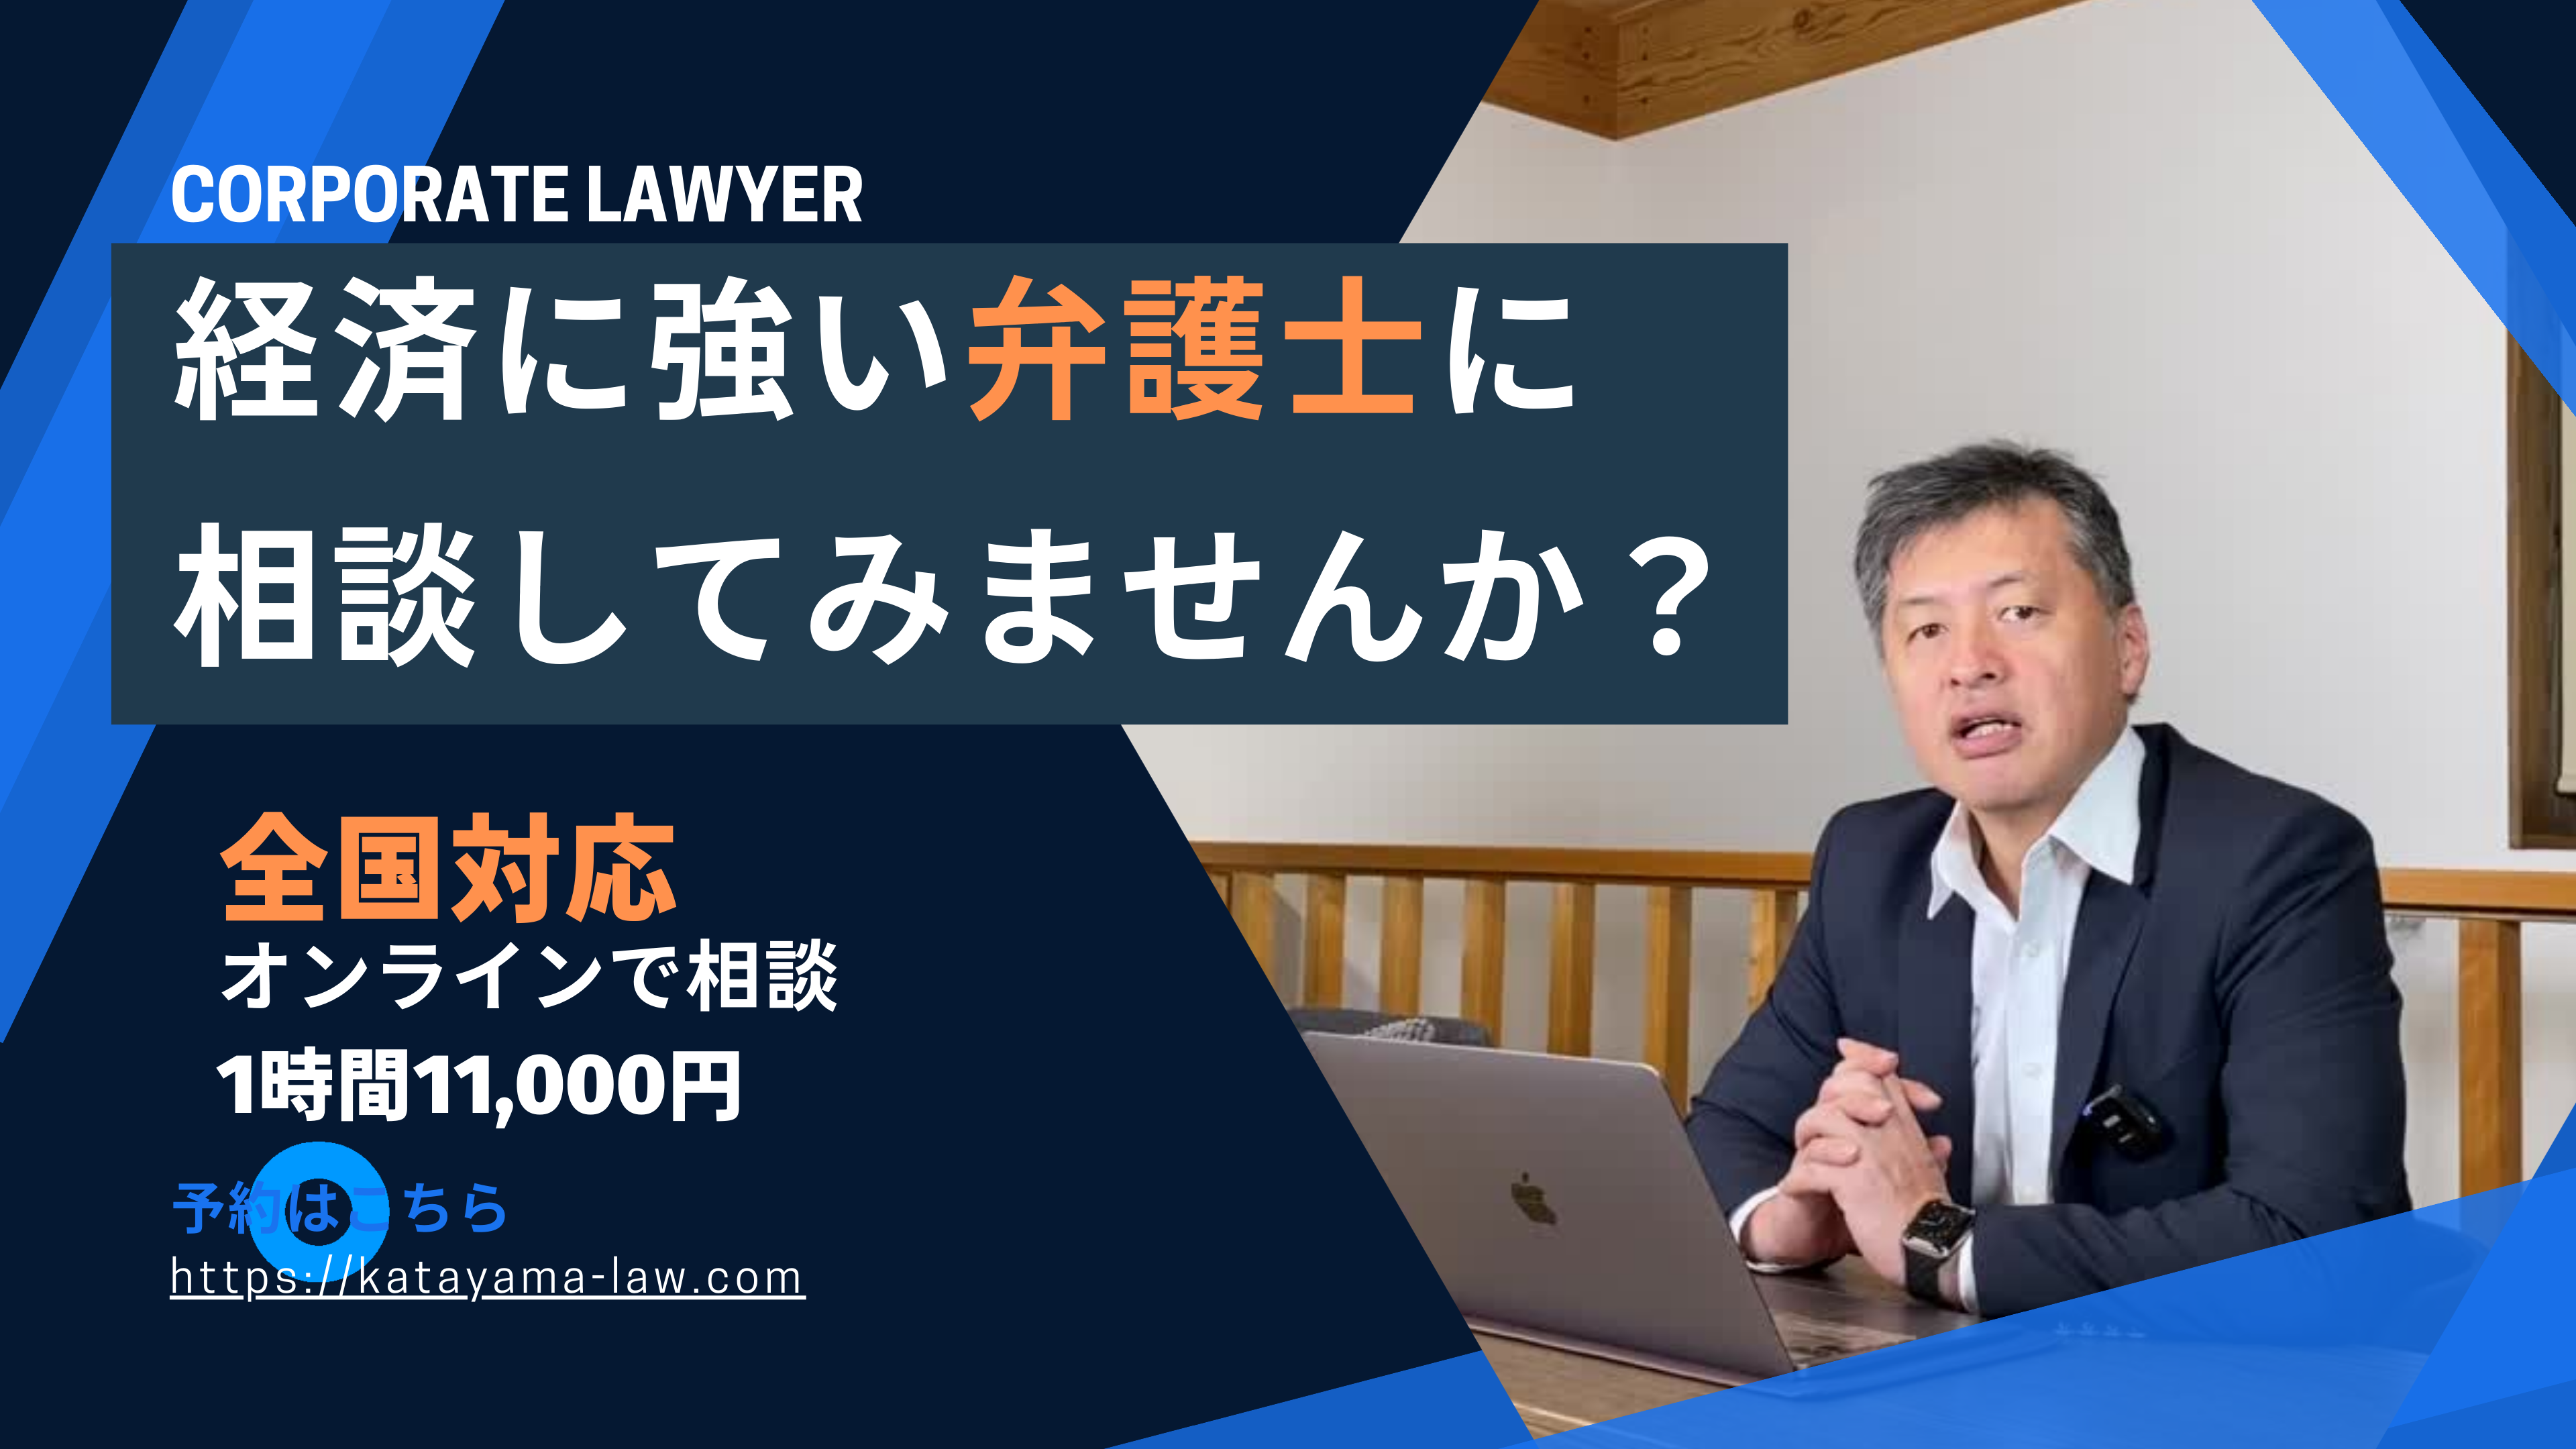 CORPORATE LAWYER
経済に強い弁護士に
相談してみませんか？
全国対応
オンラインで相談
1時間11,000円
予約はこちら
https://katayama-law.com